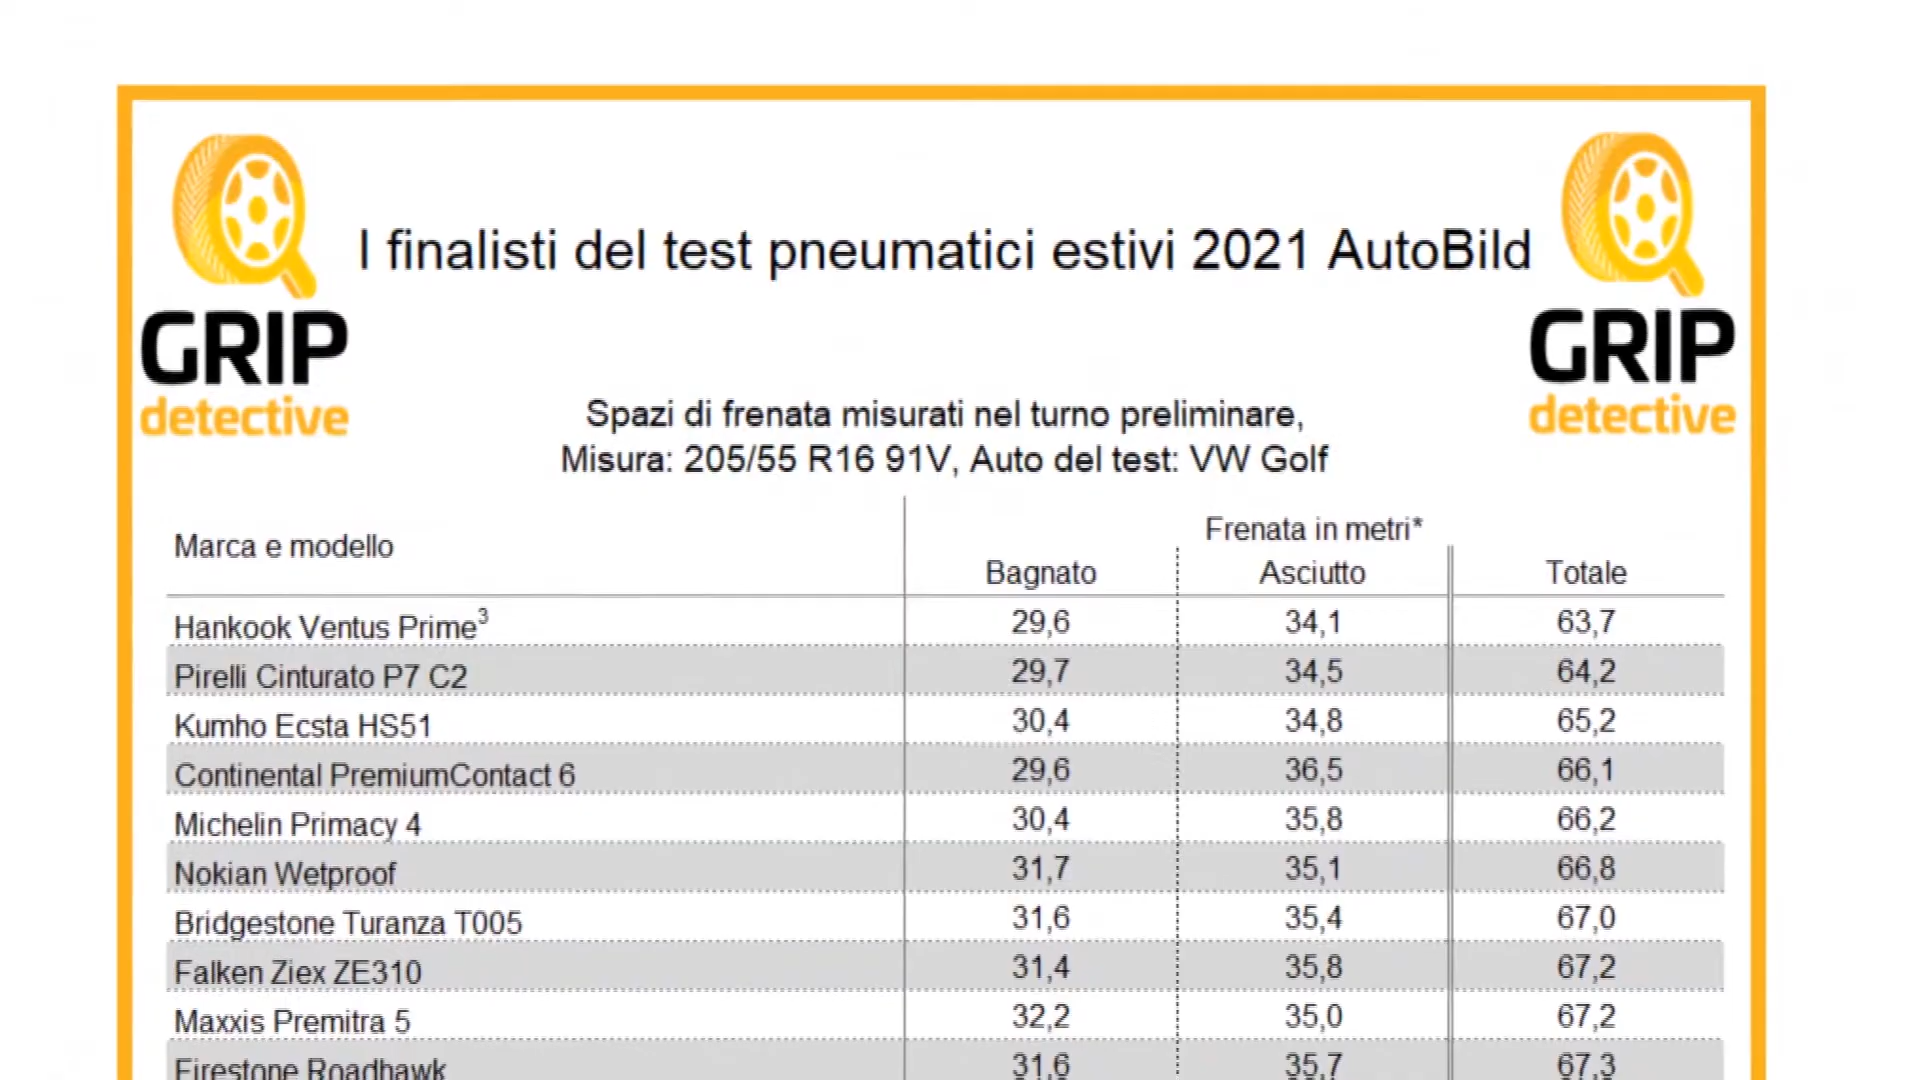 I finalisti del test pneumatici estivi 2021 AutoBild
GRIP
detective
GRIP
detective
Spazi di frenata misurati nel turno preliminare,
Misura: 205/55 R16 91V, Auto del test: VW Golf
Marca e modello
Frenata in metri*
Bagnato Asciutto Totale
Hankook Ventus Prime³ 29,6 34,1 63,7
Pirelli Cinturato P7 C2 29,7 34,5 64,2
Kumho Ecsta HS51 30,4 34,8 65,2
Continental PremiumContact 6 29,6 36,5 66,1
Michelin Primacy 4 30,4 35,8 66,2
Nokian Wetproof 31,7 35,1 66,8
Bridgestone Turanza T005 31,6 35,4 67,0
Falken Ziex ZE310 31,4 35,8 67,2
Maxxis Premitra 5 32,2 35,0 67,2
Firestone Roadhawk 31,6 35,7 67,3